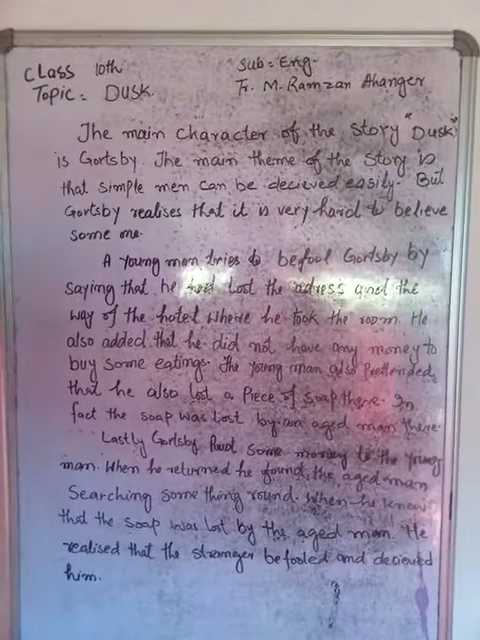 Class 10th Sub = Eng.
Topic = Dusk. Tr. M. Ramzan Ahanger
The main character of the story "Dusk"
is Gortsby. The main theme of the story is
that simple men can be decieved easily. But
Gortsby realises that it is very hard to believe
some one.
A young man tries to befool Gortsby by
saying that he had lost the adress and the
way of the hotel where he took the room. He
also added that he did not have any money to
buy some eatings. The young man also prettended
that he also lost a Piece of soap there. In
fact the soap was lost by an aged man there.
Lastly Gortsby Paid some money to the young
man. When he returned he found the aged man
Searching some thing round. When he knew
that the soap was lost by the aged man. He
realised that the stranger befooled and decieved
him.